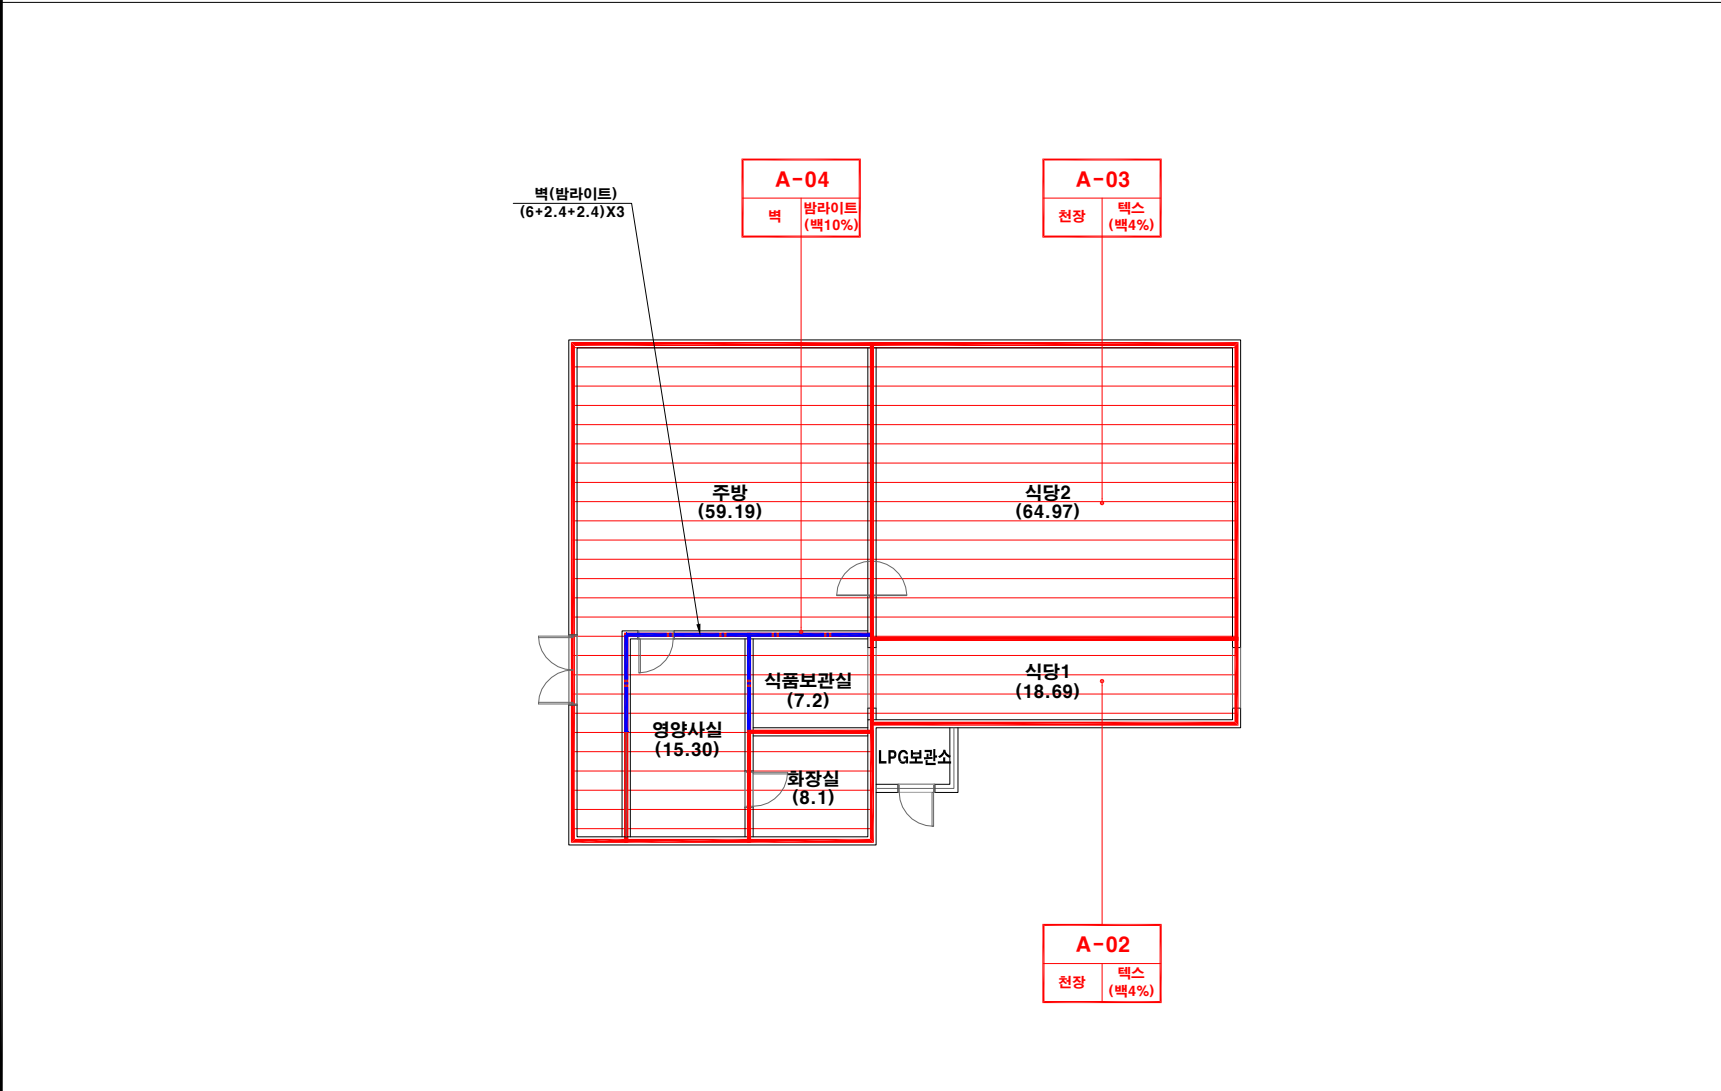 벽(밤라이트)
(6+2.4+2.4)X3
A-04
벽
밤라이트
(백10%)
A-03
천장
텍스
(백4%)
주방
(59.19)
식당2
(64.97)
식당1
(18.69)
식품보관실
(7.2)
영양사실
(15.30)
LPG보관소
화장실
(8.1)
A-02
천장
텍스
(백4%)